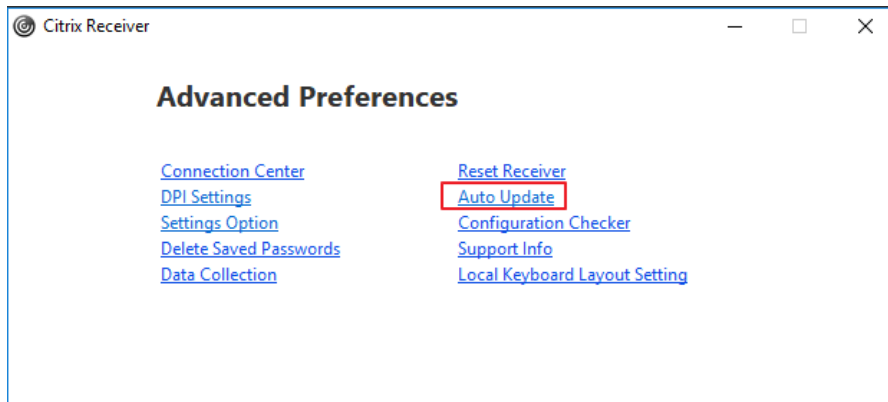 Citrix Receiver
Advanced Preferences
Connection Center
DPI Settings
Settings Option
Delete Saved Passwords
Data Collection
Reset Receiver
Auto Update
Configuration Checker
Support Info
Local Keyboard Layout Setting